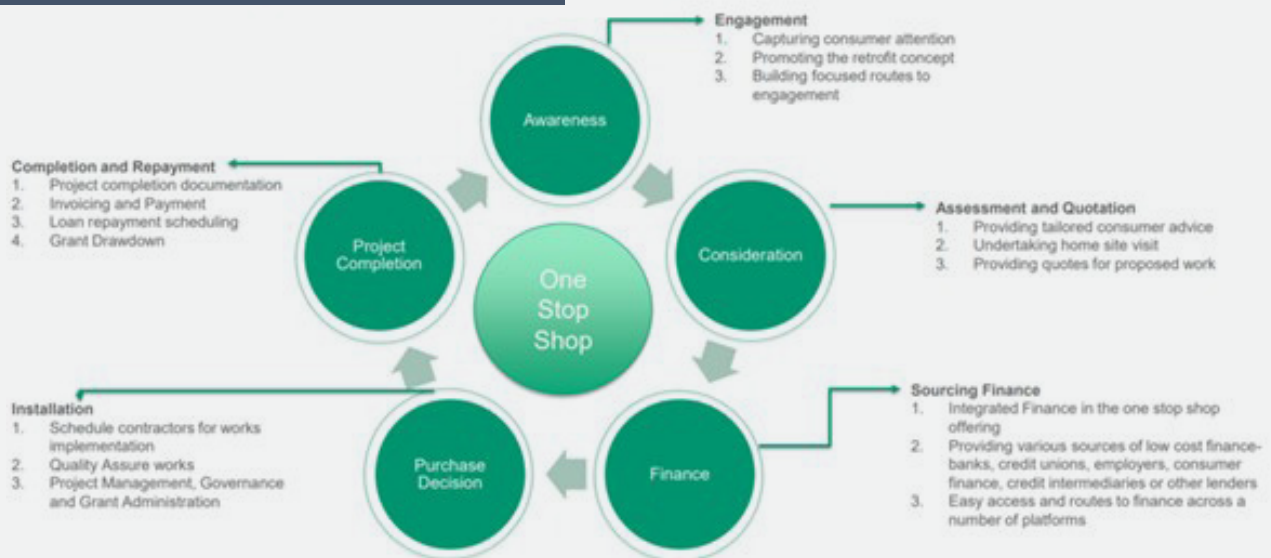 Engagement
1. Capturing consumer attention
2. Promoting the retrofit concept
3. Building focused routes to
engagement
Awareness
Completion and Repayment
1. Project completion documentation
2. Invoicing and Payment
3. Loan repayment scheduling
4. Grant Drawdown
Project
Completion
Consideration
Assessment and Quotation
1. Providing tailored consumer advice
2. Undertaking home site visit
3. Providing quotes for proposed work
One
Stop
Shop
Installation
1. Schedule contractors for works
implementation
2. Quality Assure works
3. Project Management, Governance
and Grant Administration
Purchase
Decision
Finance
Sourcing Finance
1. Integrated Finance in the one stop shop
offering
2. Providing various sources of low cost finance-
banks, credit unions, employers, consumer
finance, credit intermediaries or other lenders
3. Easy access and routes to finance across a
number of platforms